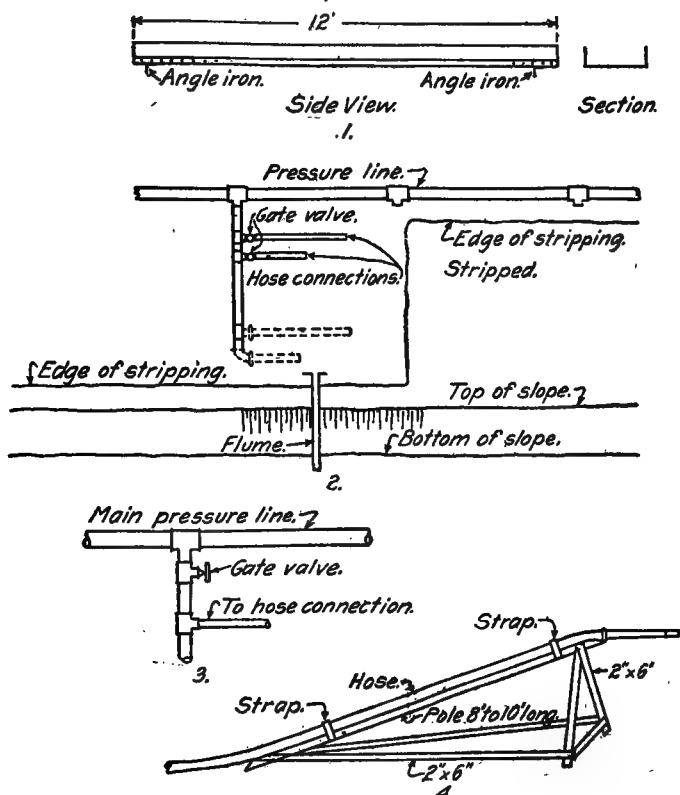 12'
Angle iron.
Angle iron.
Side View.
Section.
.1.
Pressure line.
Gate valve.
Edge of stripping.
Stripped.
Hose connections.
Edge of stripping.
Top of slope.
Flume.
Bottom of slope.
2.
Main pressure line.
Gate valve.
To hose connection.
3.
Strap.
2"x6"
Hose.
Strap.
Pole 8' to 10' long.
2"x6"
4